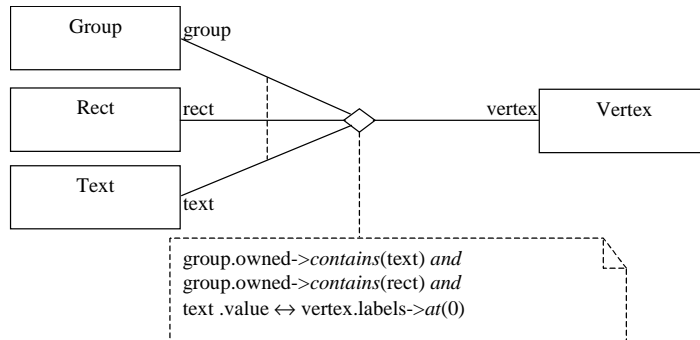 Group
group
Rect
rect
vertex
Vertex
Text
text
group.owned->contains(text) and
group.owned->contains(rect) and
text .value ↔ vertex.labels->at(0)